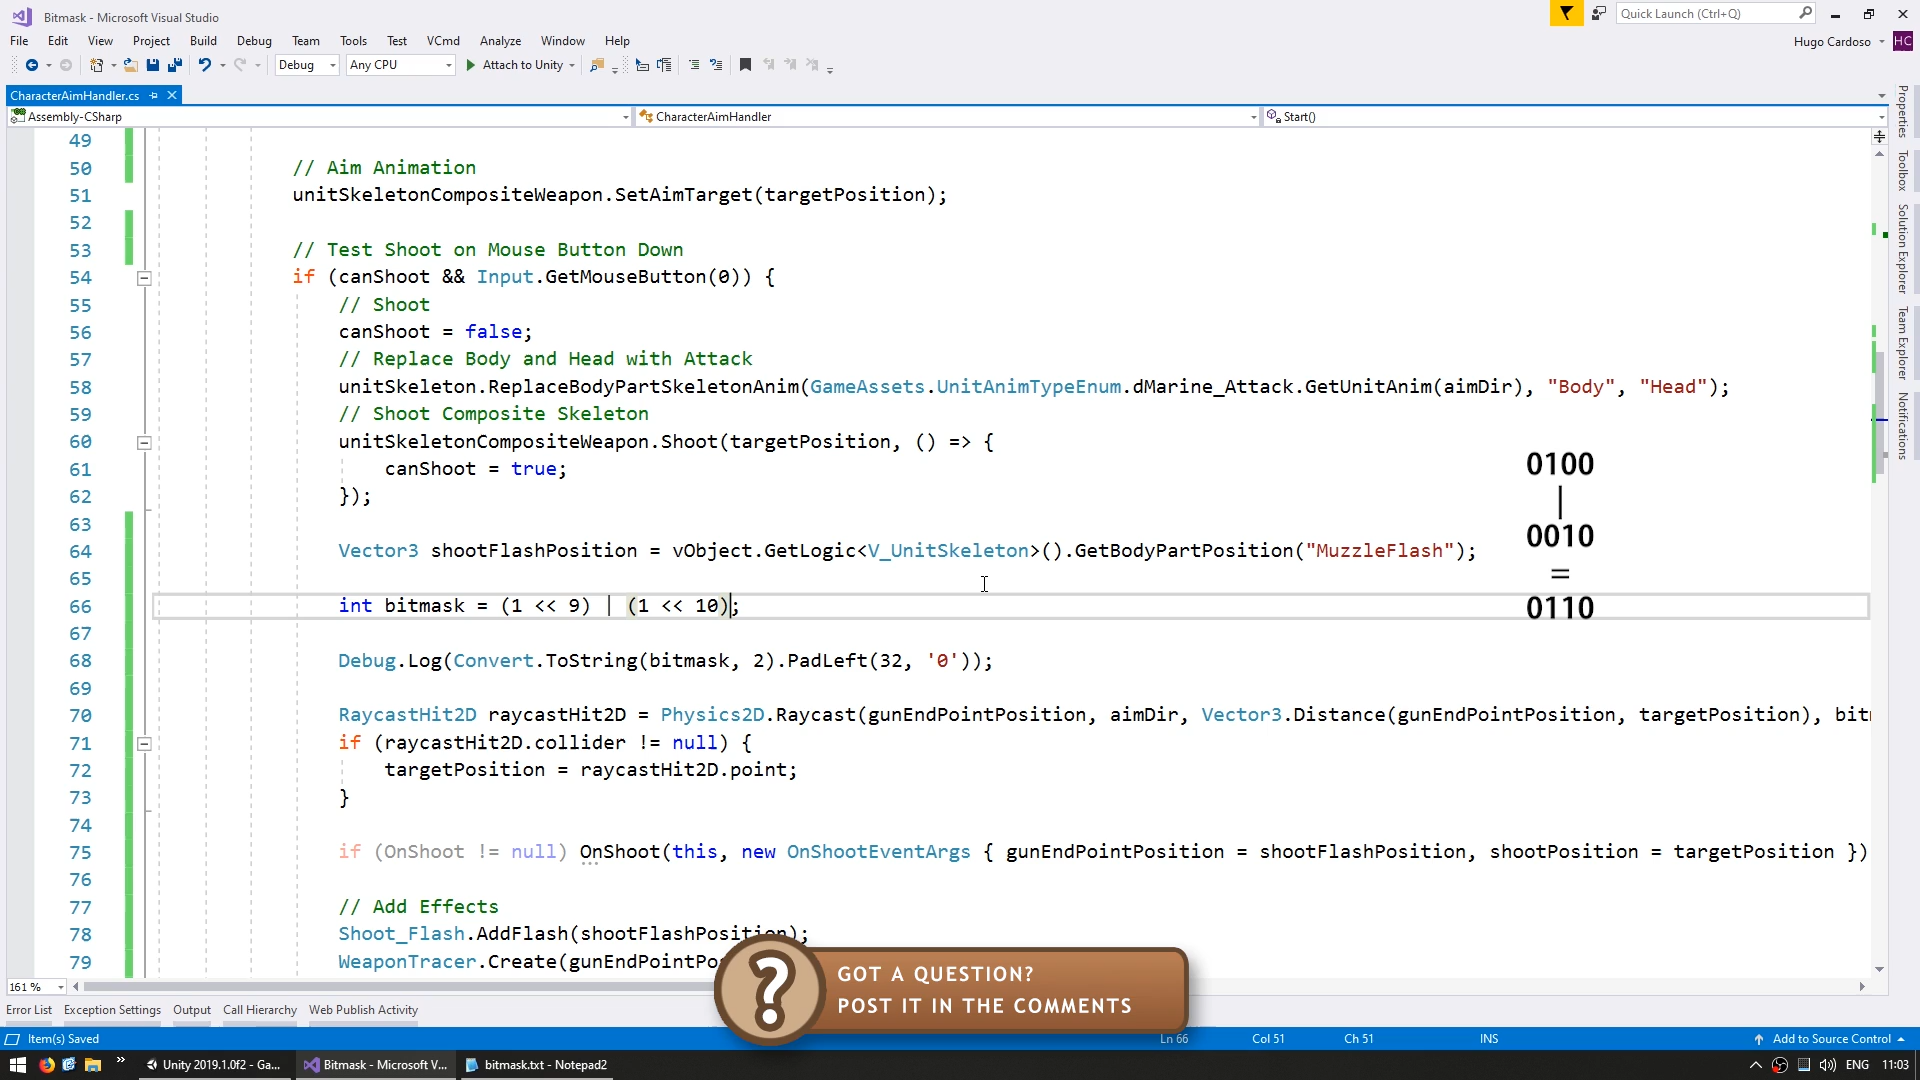 Bitmask - Microsoft Visual Studio
Quick Launch (Ctrl+Q)
File Edit View Project Build Debug Team Tools Test VCmd Analyze Window Help
Hugo Cardoso HC
Debug Any CPU Attach to Unity
CharacterAimHandler.cs
Assembly-CSharp CharacterAimHandler Start()
Properties
Toolbox
Solution Explorer
Team Explorer
Notifications
49
50 // Aim Animation
51 unitSkeletonCompositeWeapon.SetAimTarget(targetPosition);
52
53 // Test Shoot on Mouse Button Down
54 if (canShoot && Input.GetMouseButton(0)) {
55 // Shoot
56 canShoot = false;
57 // Replace Body and Head with Attack
58 unitSkeleton.ReplaceBodyPartSkeletonAnim(GameAssets.UnitAnimTypeEnum.dMarine_Attack.GetUnitAnim(aimDir), "Body", "Head");
59 // Shoot Composite Skeleton
60 unitSkeletonCompositeWeapon.Shoot(targetPosition, () => {
61 canShoot = true;
62 });
63
64 Vector3 shootFlashPosition = vObject.GetLogic<V_UnitSkeleton>().GetBodyPartPosition("MuzzleFlash");
65
66 int bitmask = (1 << 9) | (1 << 10);
67
68 Debug.Log(Convert.ToString(bitmask, 2).PadLeft(32, '0'));
69
70 RaycastHit2D raycastHit2D = Physics2D.Raycast(gunEndPointPosition, aimDir, Vector3.Distance(gunEndPointPosition, targetPosition), bit
71 if (raycastHit2D.collider != null) {
72 targetPosition = raycastHit2D.point;
73 }
74
75 if (OnShoot != null) OnShoot(this, new OnShootEventArgs { gunEndPointPosition = shootFlashPosition, shootPosition = targetPosition })
76
77 // Add Effects
78 Shoot_Flash.AddFlash(shootFlashPosition);
79 WeaponTracer.Create(gunEndPointPo
0100
|
0010
=
0110
?
GOT A QUESTION?
POST IT IN THE COMMENTS
161 %
Error List Exception Settings Output Call Hierarchy Web Publish Activity
Item(s) Saved Ln 66 Col 51 Ch 51 INS Add to Source Control
» Unity 2019.1.0f2 - Ga... Bitmask - Microsoft V... bitmask.txt - Notepad2 ENG 11:03